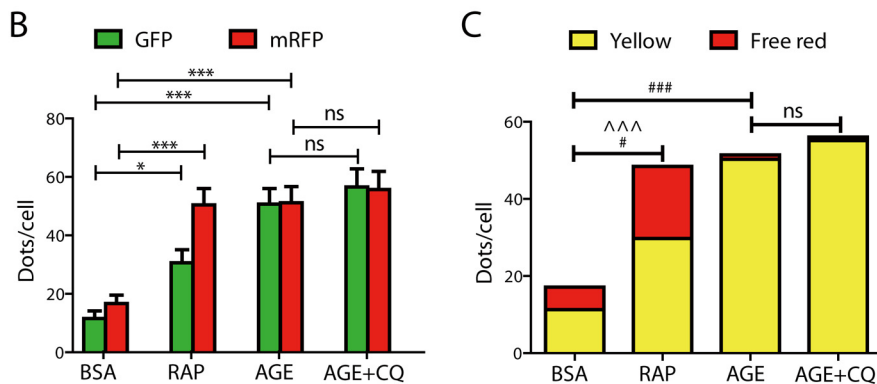 B
GFP mRFP
***
***
ns
***
ns
*
80
60
40
20
0
Dots/cell
BSA RAP AGE AGE+CQ
C
Yellow Free red
###
ns
^^^
#
60
40
20
0
Dots/cell
BSA RAP AGE AGE+CQ